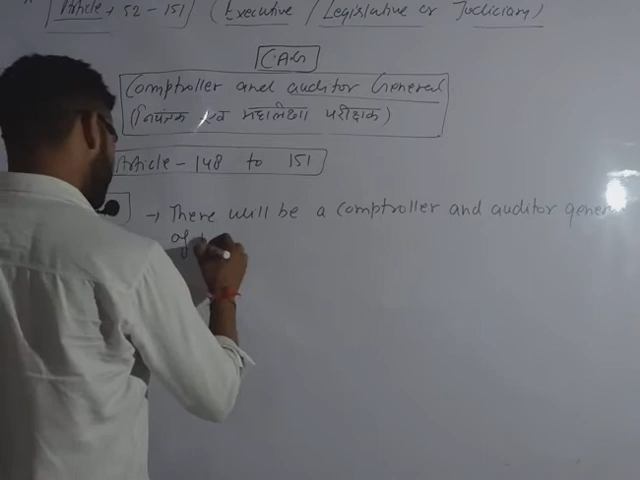 Article, 52 - 151 (Executive / Legislative or Judiciary)
CAG
Comptroller and auditor General
(नियंत्रक एवं महालेखा परीक्षक)
Article - 148 to 151
→ There will be a comptroller and auditor general
of